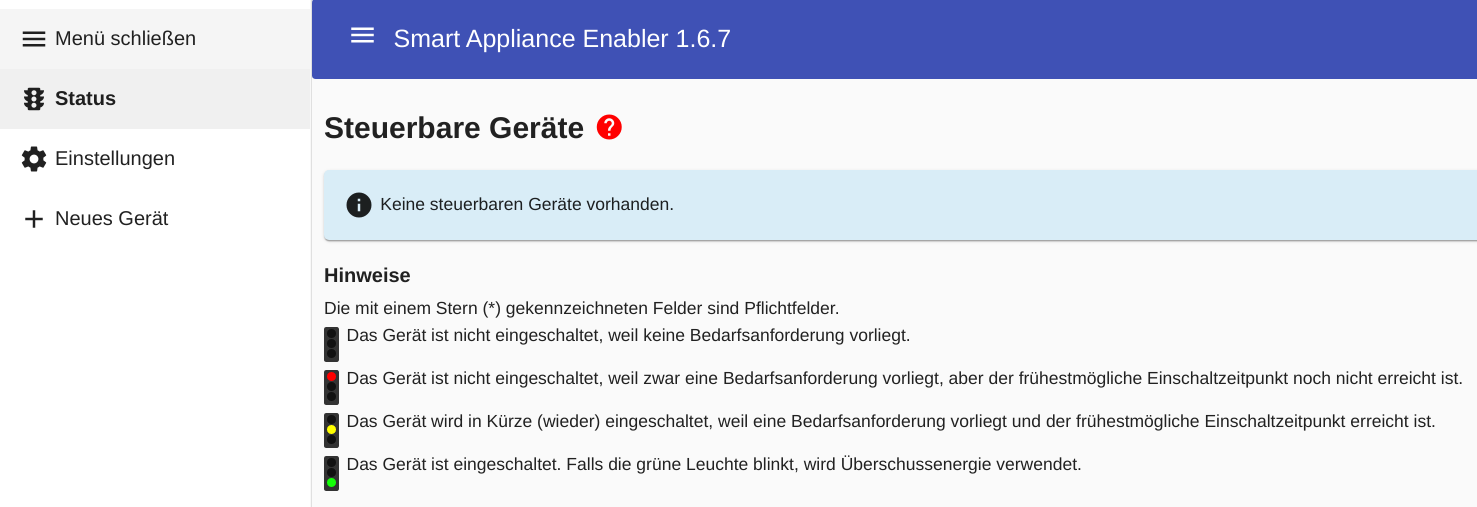 Menü schließen
Status
Einstellungen
Neues Gerät
Smart Appliance Enabler 1.6.7
Steuerbare Geräte
Keine steuerbaren Geräte vorhanden.
Hinweise
Die mit einem Stern (*) gekennzeichneten Felder sind Pflichtfelder.
Das Gerät ist nicht eingeschaltet, weil keine Bedarfsanforderung vorliegt.
Das Gerät ist nicht eingeschaltet, weil zwar eine Bedarfsanforderung vorliegt, aber der frühestmögliche Einschaltzeitpunkt noch nicht erreicht ist.
Das Gerät wird in Kürze (wieder) eingeschaltet, weil eine Bedarfsanforderung vorliegt und der frühestmögliche Einschaltzeitpunkt erreicht ist.
Das Gerät ist eingeschaltet. Falls die grüne Leuchte blinkt, wird Überschussenergie verwendet.